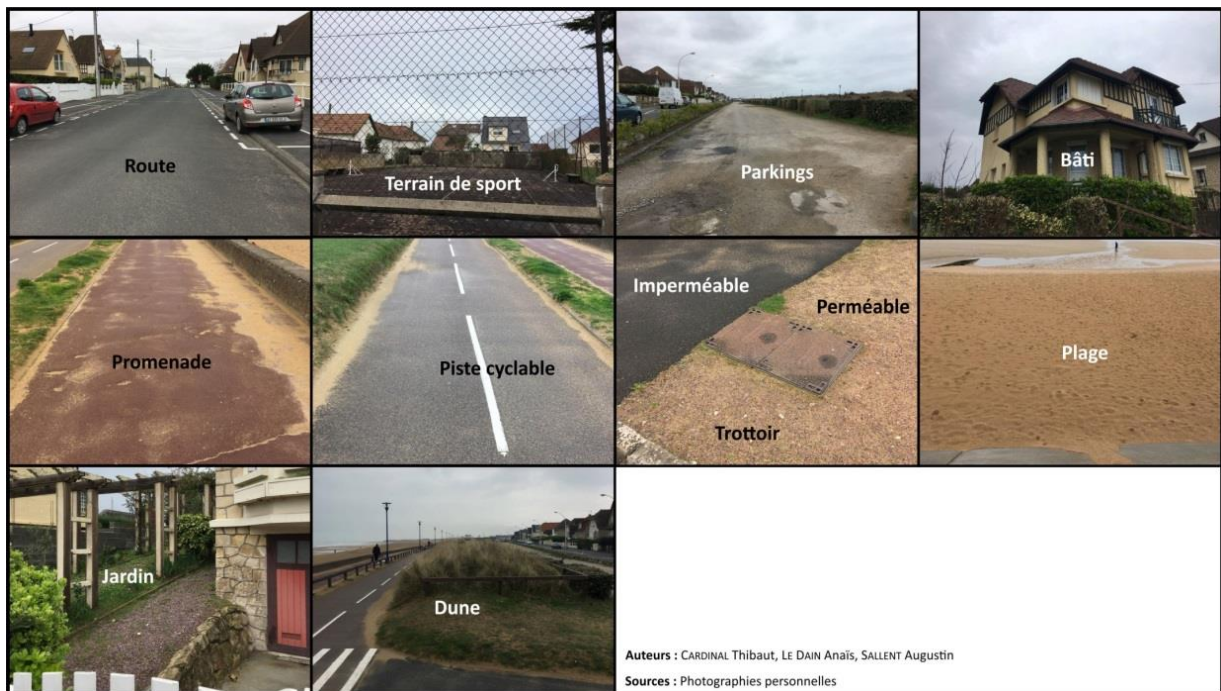 Route
Terrain de sport
Parkings
Bâti
Promenade
Piste cyclable
Imperméable
Perméable
Trottoir
Plage
Jardin
Dune
Auteurs : CARDINAL Thibaut, LE DAIN Anaïs, SALLENT Augustin
Sources : Photographies personnelles